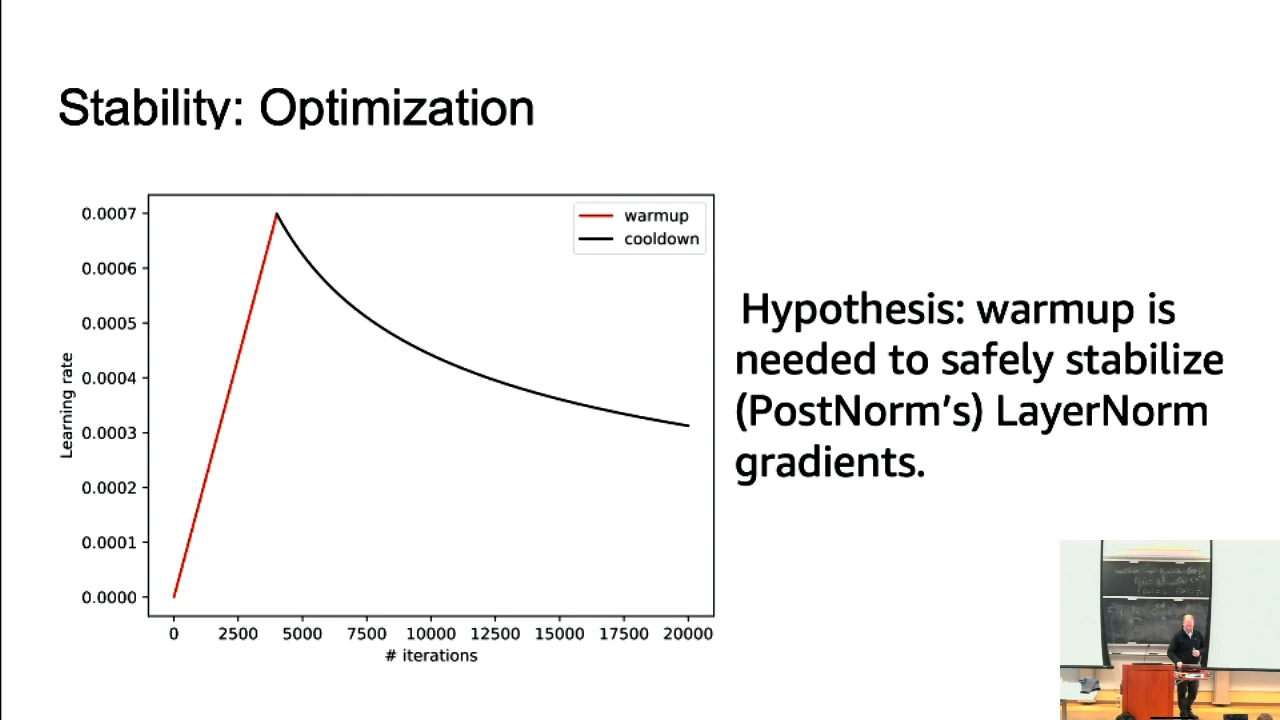 Stability: Optimization
0.0007
0.0006
0.0005
0.0004
0.0003
0.0002
0.0001
0.0000
Learning rate
0
2500
5000
7500
10000
12500
15000
17500
20000
# iterations
warmup
cooldown
Hypothesis: warmup is
needed to safely stabilize
(PostNorm’s) LayerNorm
gradients.